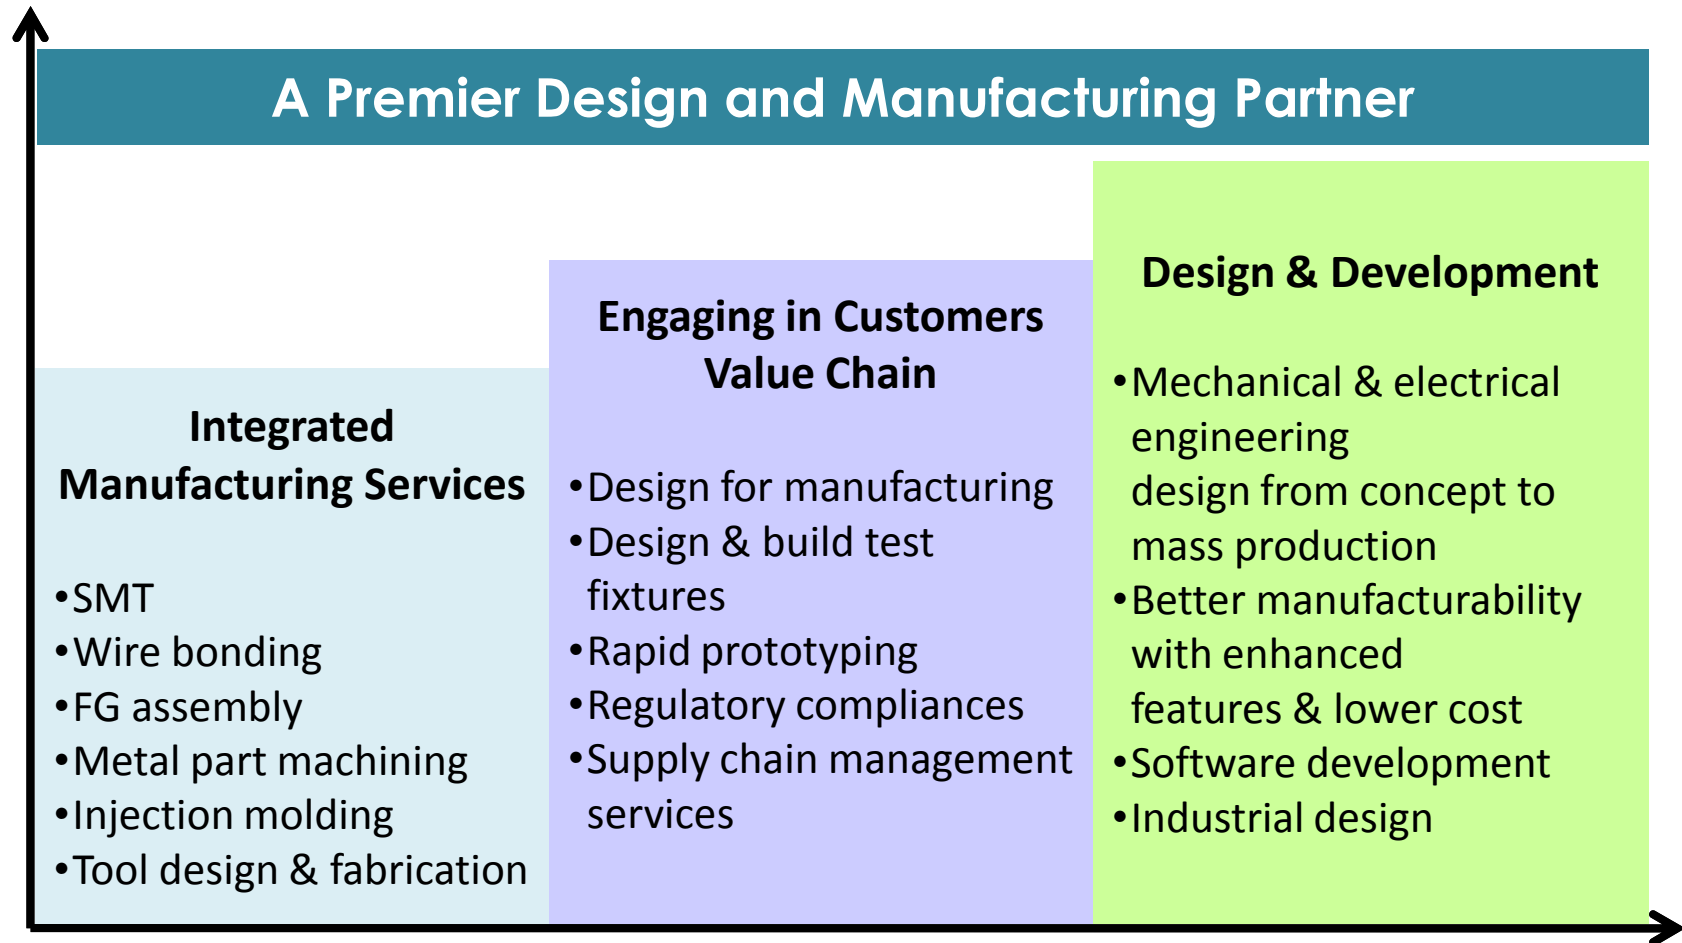 A Premier Design and Manufacturing Partner
Integrated
Manufacturing Services
•SMT
•Wire bonding
•FG assembly
•Metal part machining
•Injection molding
•Tool design & fabrication
Engaging in Customers
Value Chain
•Design for manufacturing
•Design & build test
fixtures
•Rapid prototyping
•Regulatory compliances
•Supply chain management
services
Design & Development
•Mechanical & electrical
engineering
design from concept to
mass production
•Better manufacturability
with enhanced
features & lower cost
•Software development
•Industrial design